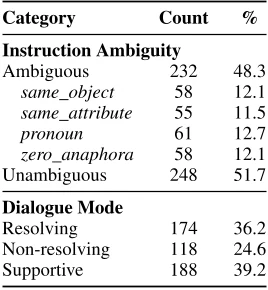 Category Count %
Instruction Ambiguity
Ambiguous 232 48.3
same_object 58 12.1
same_attribute 55 11.5
pronoun 61 12.7
zero_anaphora 58 12.1
Unambiguous 248 51.7
Dialogue Mode
Resolving 174 36.2
Non-resolving 118 24.6
Supportive 188 39.2